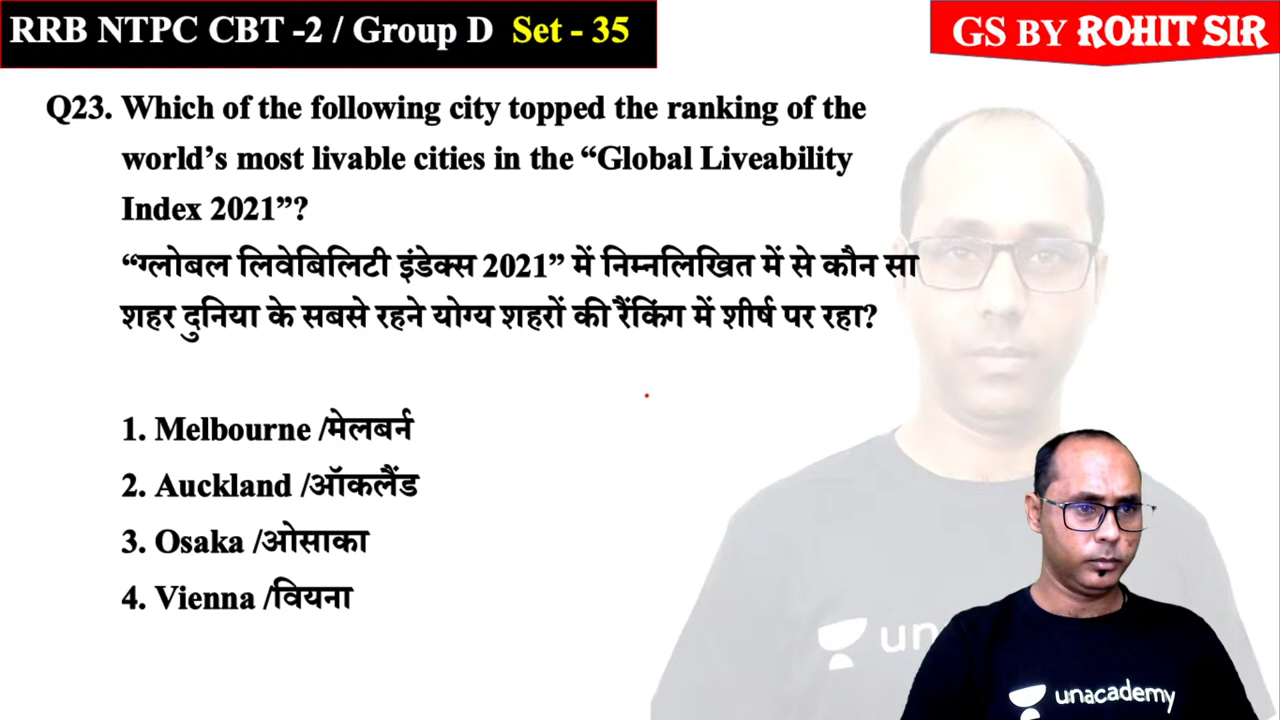 RRB NTPC CBT -2 / Group D Set - 35
GS BY ROHIT SIR
Q23. Which of the following city topped the ranking of the
world’s most livable cities in the “Global Liveability
Index 2021”?
“ग्लोबल लिवेबिलिटी इंडेक्स 2021” में निम्नलिखित में से कौन सा
शहर दुनिया के सबसे रहने योग्य शहरों की रैंकिंग में शीर्ष पर रहा?
1. Melbourne /मेलबर्न
2. Auckland /ऑकलैंड
3. Osaka /ओसाका
4. Vienna /वियना
un
unacademy